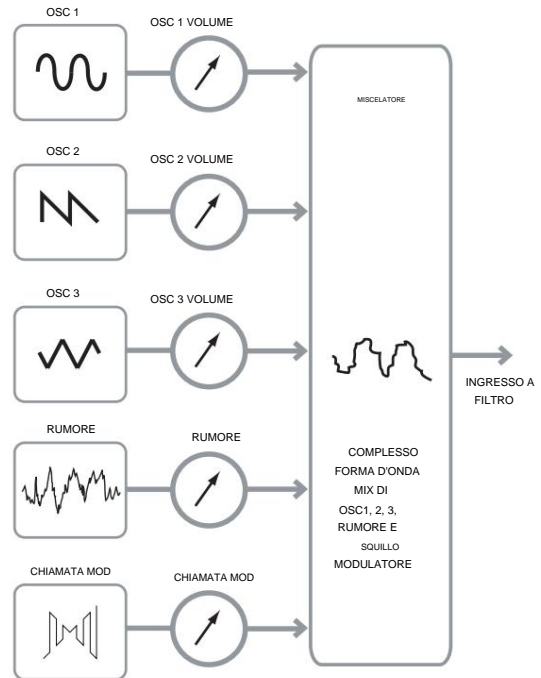 OSC 1
OSC 1 VOLUME
MISCELATORE
OSC 2
OSC 2 VOLUME
OSC 3
OSC 3 VOLUME
INGRESSO A
FILTRO
RUMORE
RUMORE
COMPLESSO
FORMA D'ONDA
MIX DI
OSC1, 2, 3,
RUMORE E
SQUILLO
MODULATORE
CHIAMATA MOD
CHIAMATA MOD